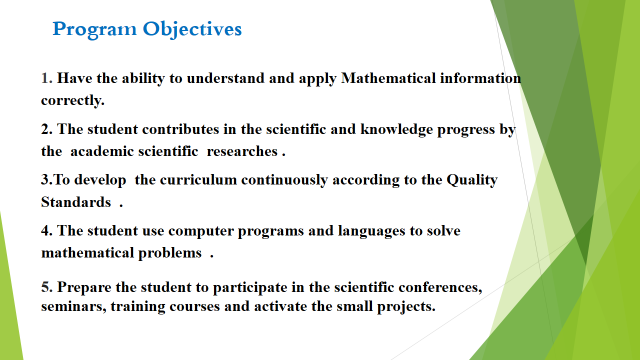 Program Objectives
1. Have the ability to understand and apply Mathematical information
correctly.
2. The student contributes in the scientific and knowledge progress by
the academic scientific researches .
3.To develop the curriculum continuously according to the Quality
Standards .
4. The student use computer programs and languages to solve
mathematical problems .
5. Prepare the student to participate in the scientific conferences,
seminars, training courses and activate the small projects.